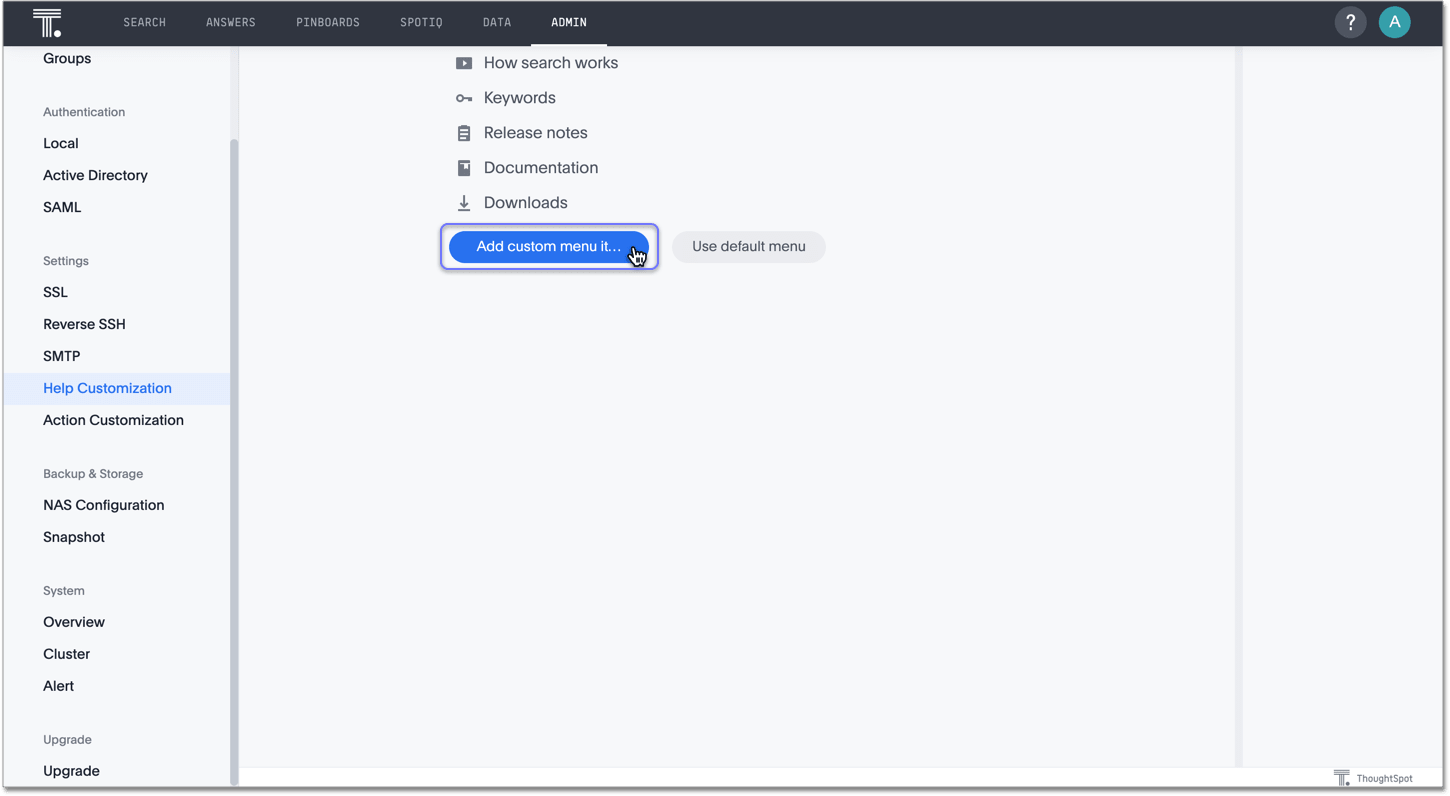 SEARCH ANSWERS PINBOARDS SPOTIQ DATA ADMIN ? A
Groups
Authentication
Local
Active Directory
SAML
Settings
SSL
Reverse SSH
SMTP
Help Customization
Action Customization
Backup & Storage
NAS Configuration
Snapshot
System
Overview
Cluster
Alert
Upgrade
Upgrade
How search works
Keywords
Release notes
Documentation
Downloads
Add custom menu it... Use default menu
ThoughtSpot